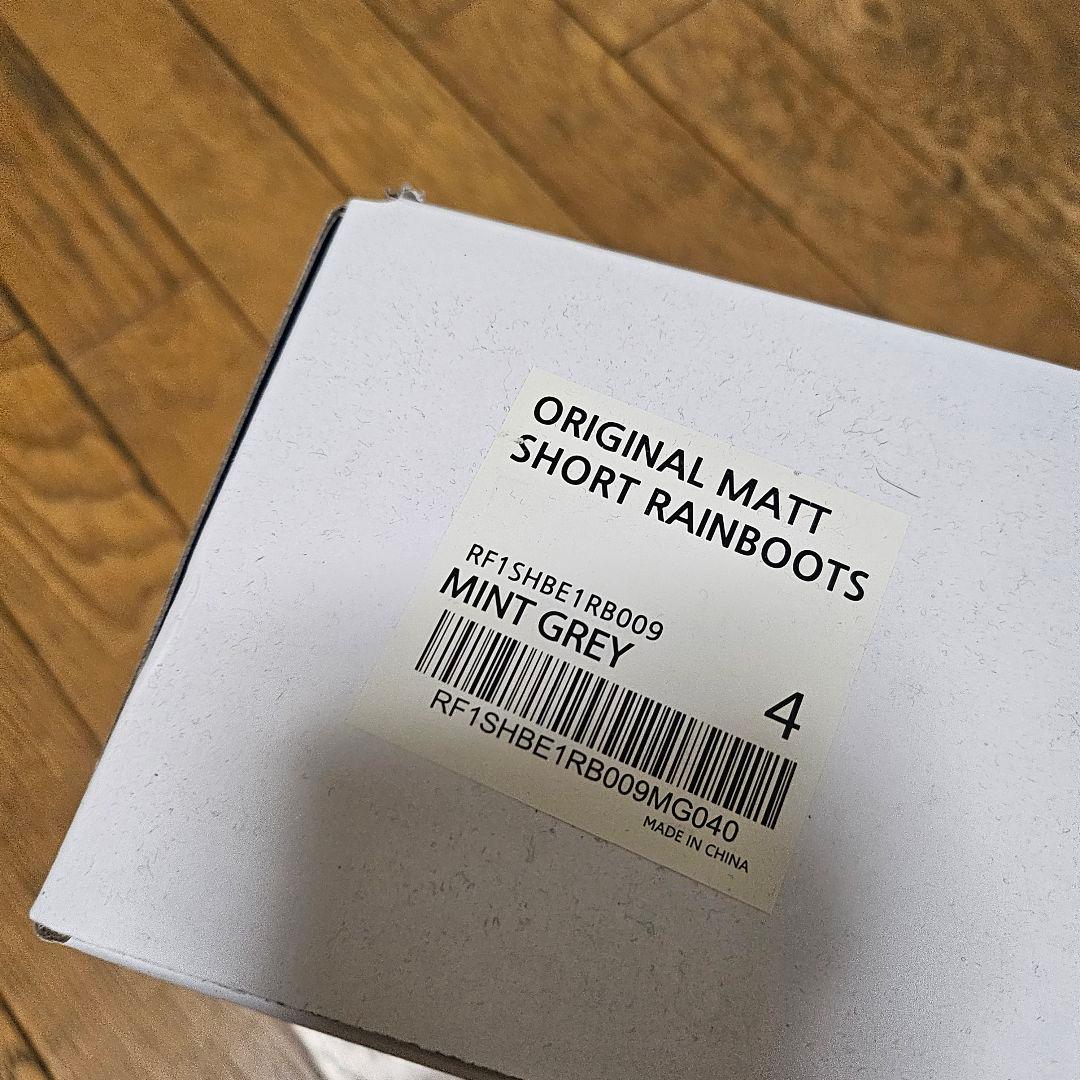 ORIGINAL MATT
SHORT RAINBOOTS
RF1SHBE1RB009
MINT GREY
4
RF1SHBE1RB009MG040
MADE IN CHINA